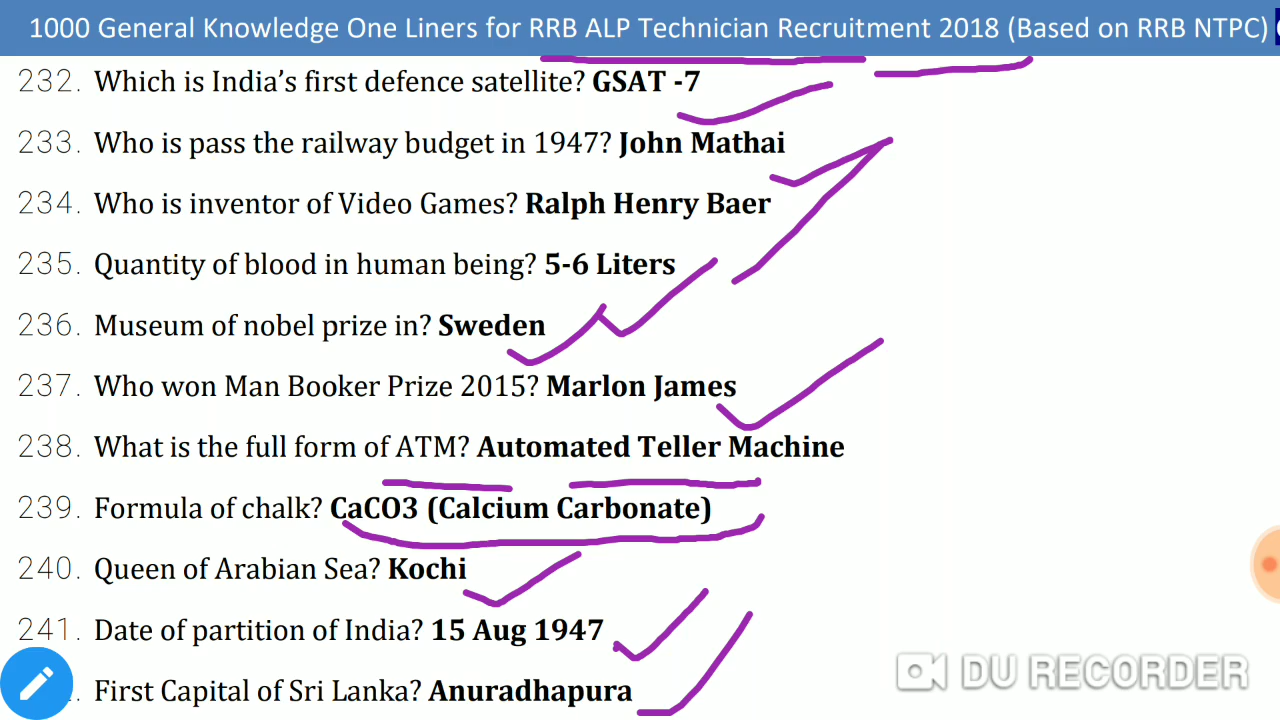 1000 General Knowledge One Liners for RRB ALP Technician Recruitment 2018 (Based on RRB NTPC)
232. Which is India's first defence satellite? GSAT -7
233. Who is pass the railway budget in 1947? John Mathai
234. Who is inventor of Video Games? Ralph Henry Baer
235. Quantity of blood in human being? 5-6 Liters
236. Museum of nobel prize in? Sweden
237. Who won Man Booker Prize 2015? Marlon James
238. What is the full form of ATM? Automated Teller Machine
239. Formula of chalk? CaCO3 (Calcium Carbonate)
240. Queen of Arabian Sea? Kochi
241. Date of partition of India? 15 Aug 1947
First Capital of Sri Lanka? Anuradhapura
DU RECORDER